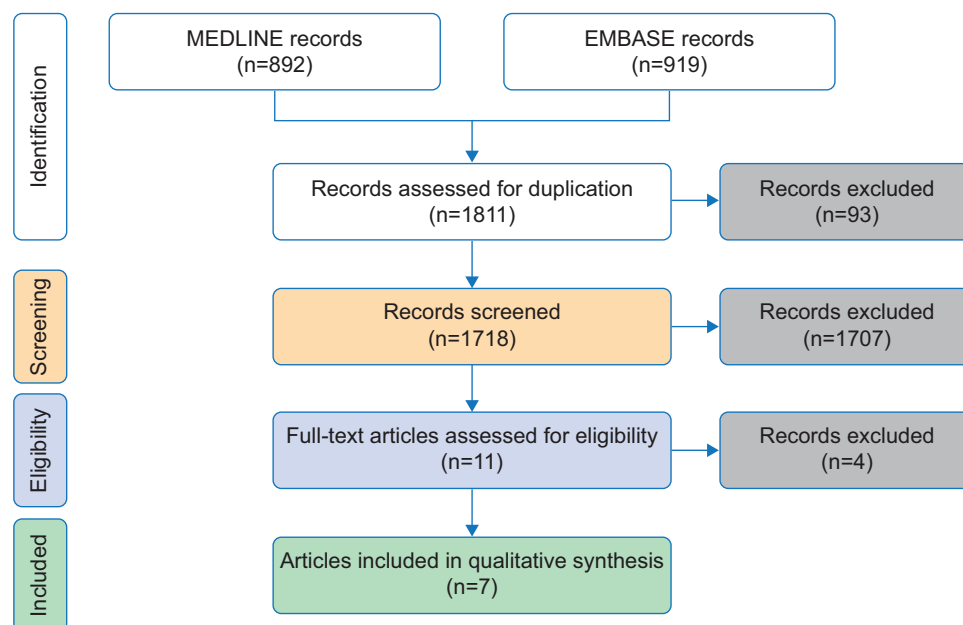 Identification
MEDLINE records
(n=892)
EMBASE records
(n=919)
Records assessed for duplication
(n=1811)
Records excluded
(n=93)
Screening
Records screened
(n=1718)
Records excluded
(n=1707)
Eligibility
Full-text articles assessed for eligibility
(n=11)
Records excluded
(n=4)
Included
Articles included in qualitative synthesis
(n=7)